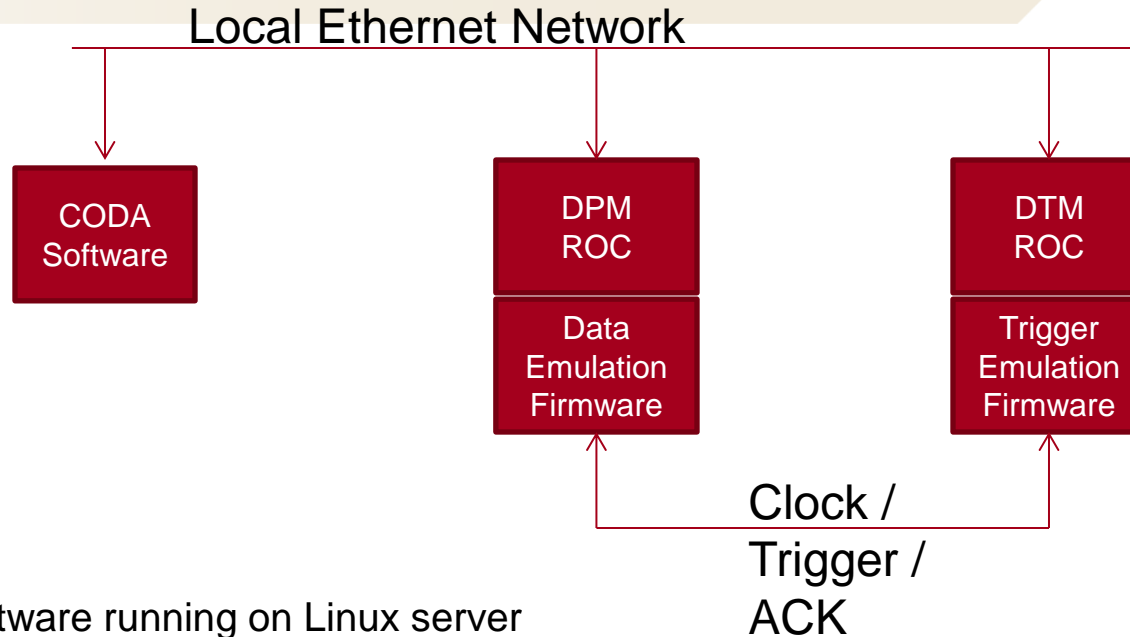 Local Ethernet Network
CODA
Software
DPM
ROC
DTM
ROC
Data
Emulation
Firmware
Trigger
Emulation
Firmware
Clock /
Trigger /
ACK
running on Linux server